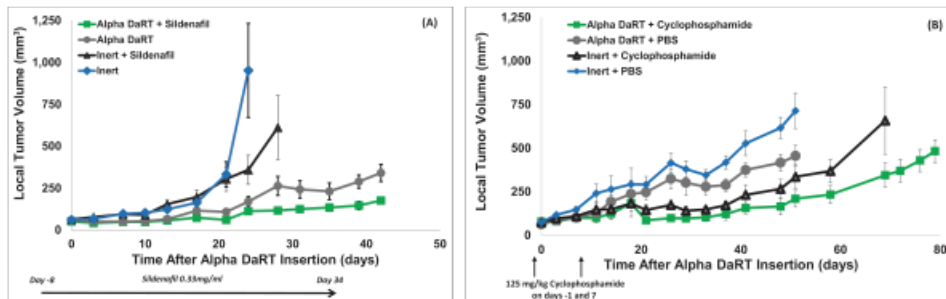 (A)
1,250
1,000
750
500
250
0
Local Tumor Volume (mm³)
Alpha DaRT + Sildenafil
Alpha DaRT
Inert + Sildenafil
Inert
0 10 20 30 40 50
Time After Alpha DaRT Insertion (days)
Day -8 Sildenafil 0.33mg/ml Day 34
(B)
1,250
1,000
750
500
250
0
Local Tumor Volume (mm³)
Alpha DaRT + Cyclophosphamide
Alpha DaRT + PBS
Inert + Cyclophosphamide
Inert + PBS
0 20 40 60 80
Time After Alpha DaRT Insertion (days)
125 mg/kg Cyclophosphamide
on days -1 and 7